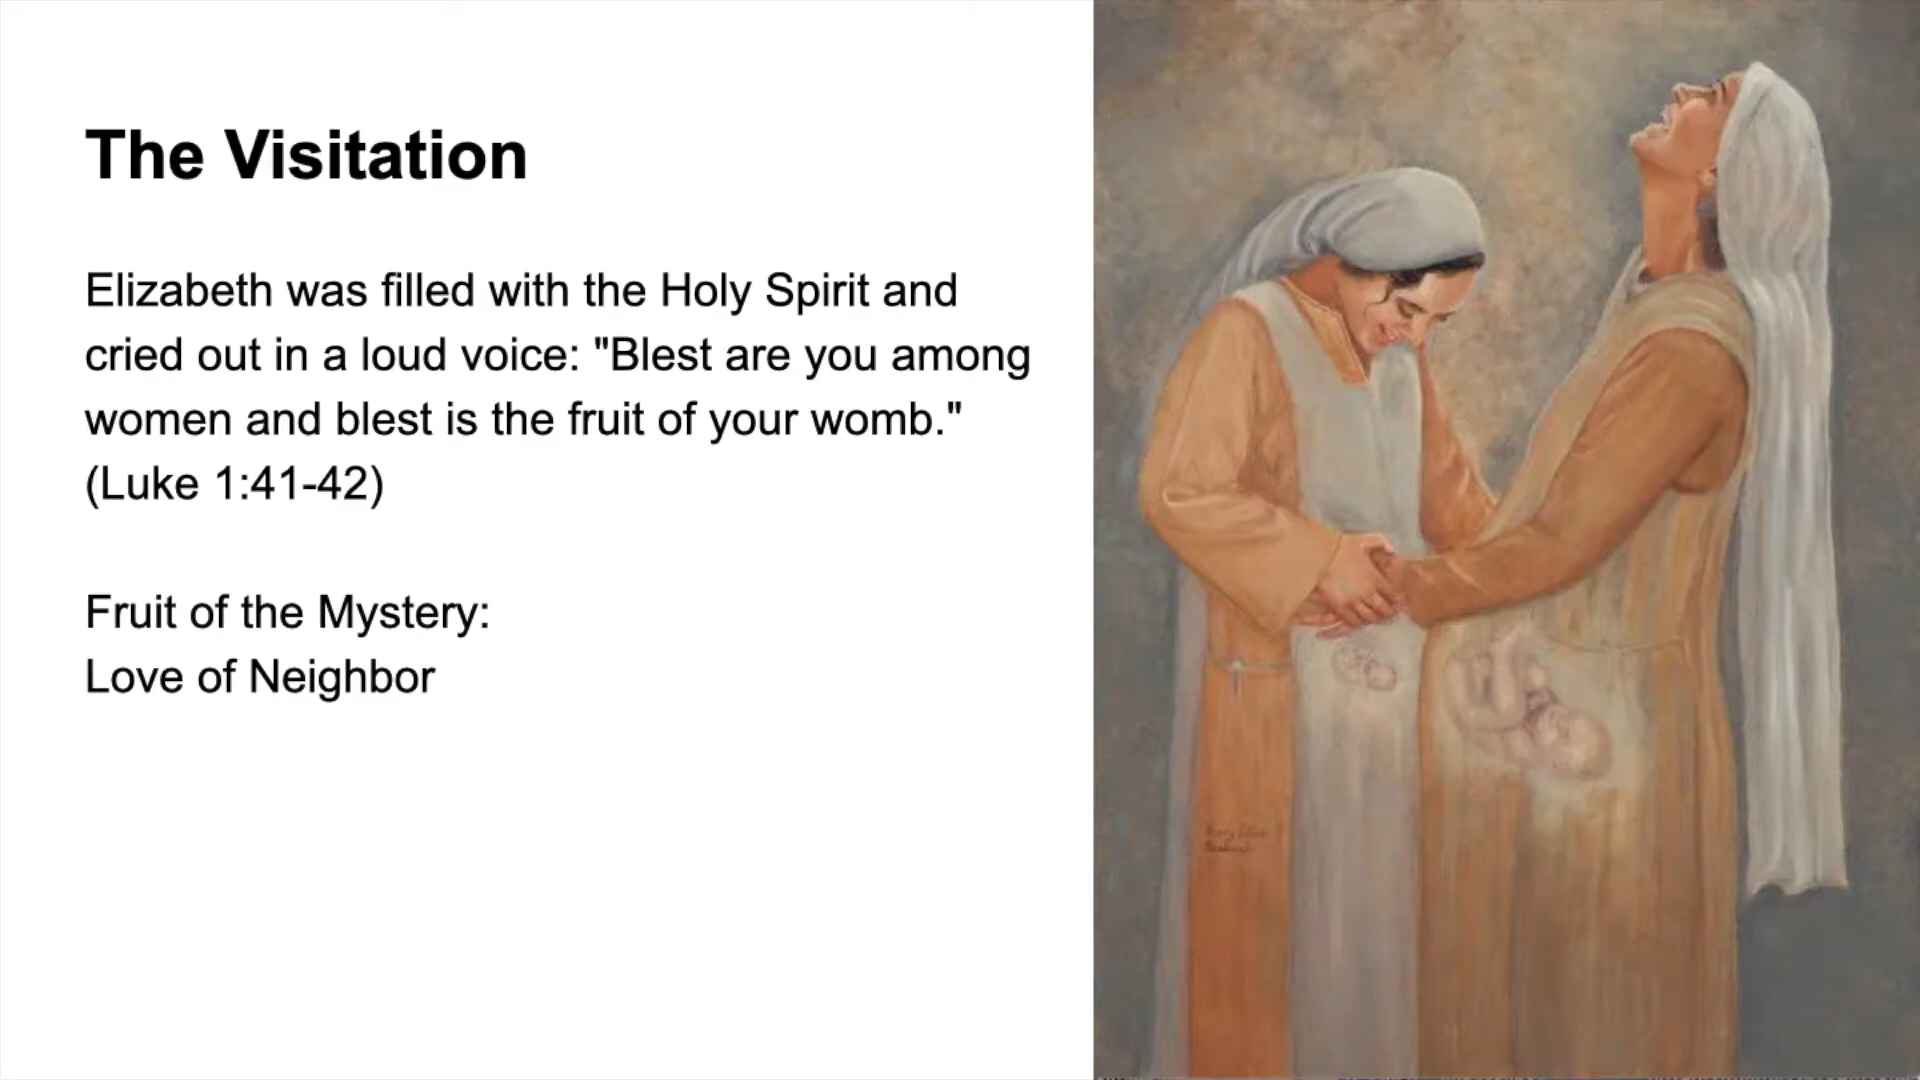 The Visitation
Elizabeth was filled with the Holy Spirit and
cried out in a loud voice: "Blest are you among
women and blest is the fruit of your womb."
(Luke 1:41-42)
Fruit of the Mystery:
Love of Neighbor